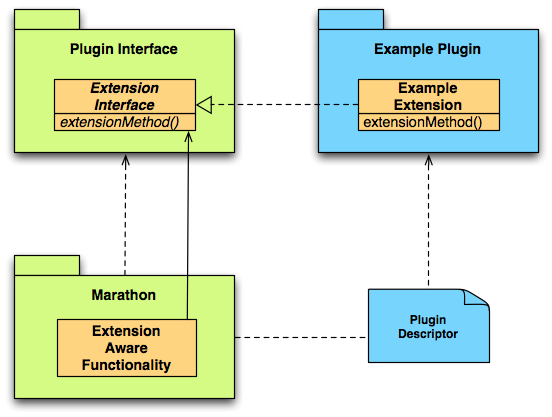 Plugin Interface
Extension
Interface
extensionMethod()
Example Plugin
Example
Extension
extensionMethod()
Marathon
Extension
Aware
Functionality
Plugin
Descriptor